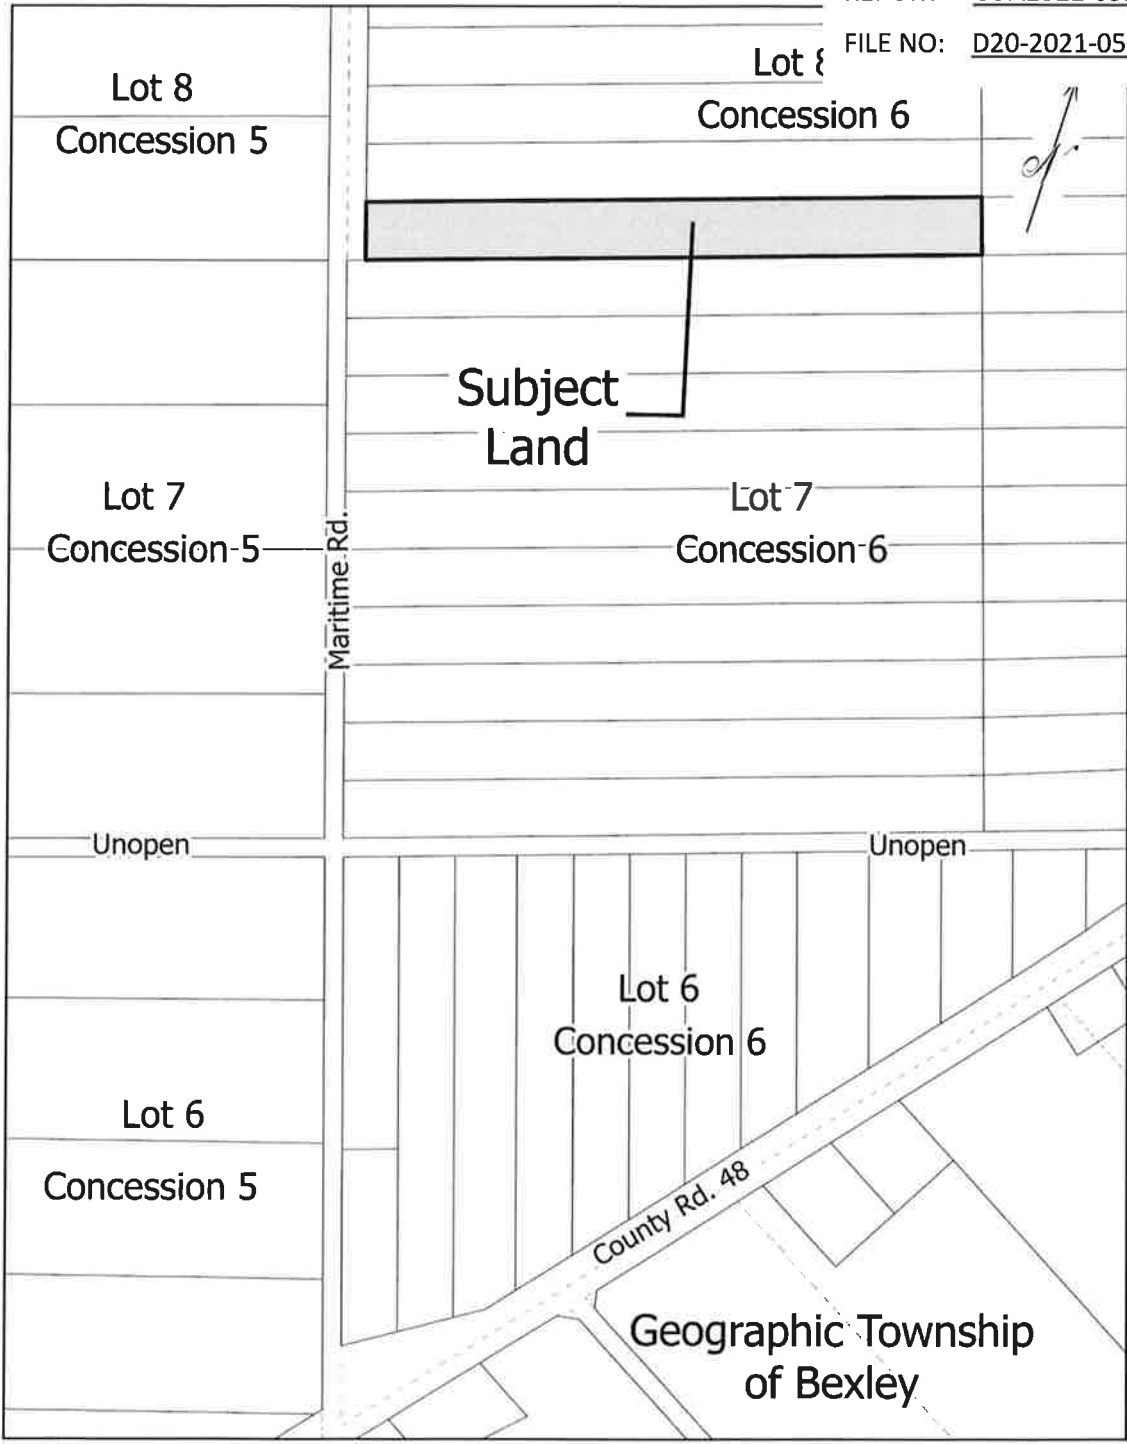 FILE NO: D20-2021-05
Lot 8
Concession 5
Lot 8
Concession 6
Subject
Land
Lot 7
Concession 5
Maritime Rd.
Lot 7
Concession 6
Unopen
Unopen
Lot 6
Concession 6
Lot 6
Concession 5
County Rd. 48
Geographic Township
of Bexley